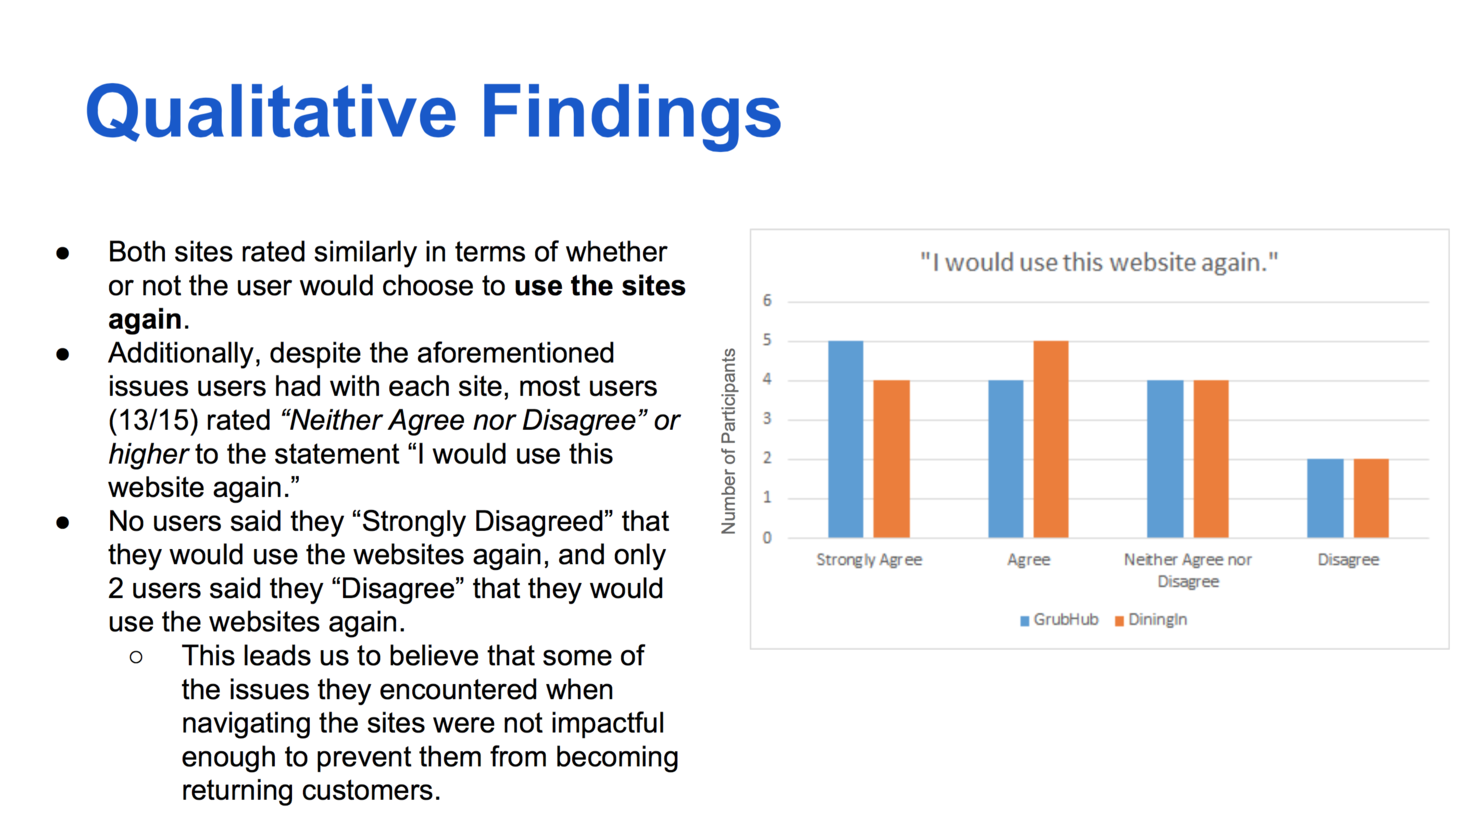 Qualitative Findings
● Both sites rated similarly in terms of whether
or not the user would choose to use the sites
again.
● Additionally, despite the aforementioned
issues users had with each site, most users
(13/15) rated “Neither Agree nor Disagree” or
higher to the statement “I would use this
website again.”
● No users said they “Strongly Disagreed” that
they would use the websites again, and only
2 users said they “Disagree” that they would
use the websites again.
○ This leads us to believe that some of
the issues they encountered when
navigating the sites were not impactful
enough to prevent them from becoming
returning customers.
"I would use this website again."
Number of Participants
6
5
4
3
2
1
0
Strongly Agree
Agree
Neither Agree nor
Disagree
Disagree
GrubHub
DiningIn